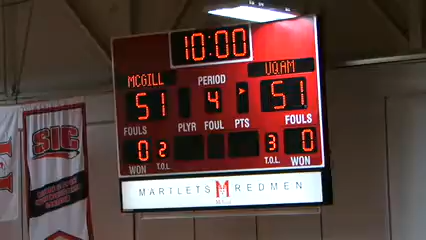 10:00
MCGILL PERIOD UQAM
51 4 51
FOULS PLYR FOUL PTS FOULS
0 2 3 0
WON T.O.L. T.O.L. WON
MARTLETS M REDMEN